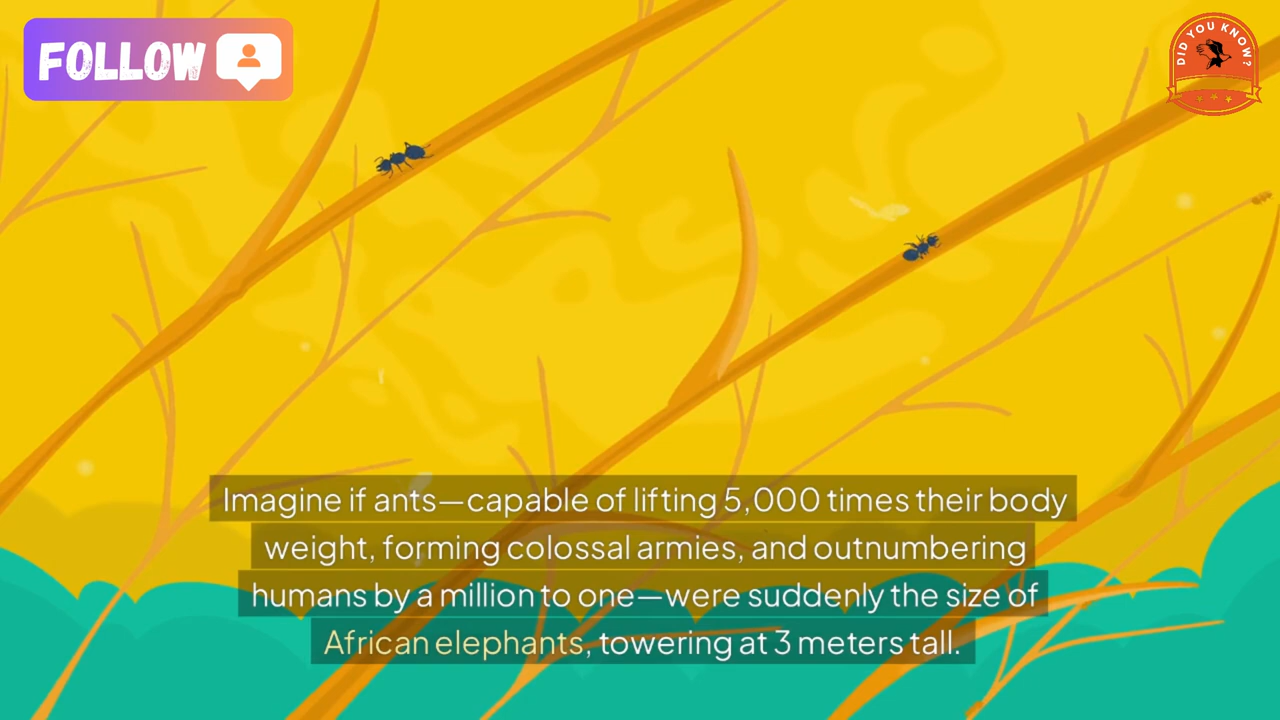 FOLLOW
DID YOU KNOW?
Imagine if ants—capable of lifting 5,000 times their body
weight, forming colossal armies, and outnumbering
humans by a million to one—were suddenly the size of
African elephants, towering at 3 meters tall.